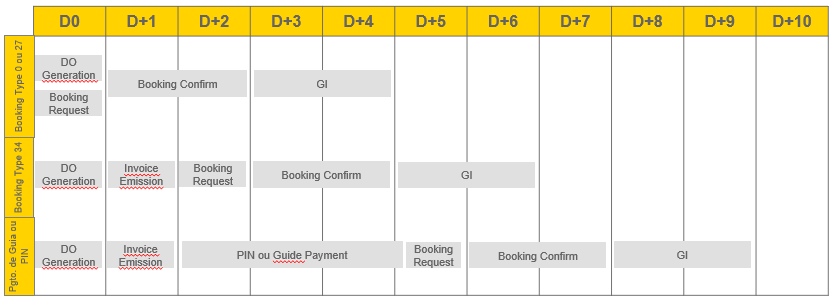 D0 D+1 D+2 D+3 D+4 D+5 D+6 D+7 D+8 D+9 D+10
Booking Type 0 ou 27
DO
Generation
Booking
Request
Booking Confirm
GI
Booking Type 34
DO
Generation
Invoice
Emission
Booking
Request
Booking Confirm
GI
Pgto. de Guia ou
PIN
DO
Generation
Invoice
Emission
PIN ou Guide Payment
Booking
Request
Booking Confirm
GI